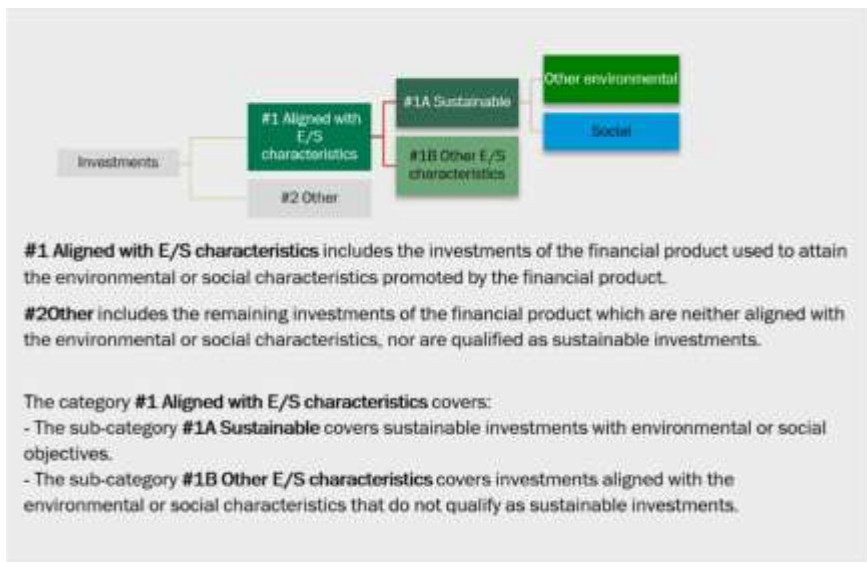 Investments
#1 Aligned with
E/S
characteristics
#2 Other
#1A Sustainable
#1B Other E/S
characteristics
Other environmental
Social
#1 Aligned with E/S characteristics includes the investments of the financial product used to attain
the environmental or social characteristics promoted by the financial product.
#2Other includes the remaining investments of the financial product which are neither aligned with
the environmental or social characteristics, nor are qualified as sustainable investments.
The category #1 Aligned with E/S characteristics covers:
- The sub-category #1A Sustainable covers sustainable investments with environmental or social
objectives.
- The sub-category #1B Other E/S characteristics covers investments aligned with the
environmental or social characteristics that do not qualify as sustainable investments.